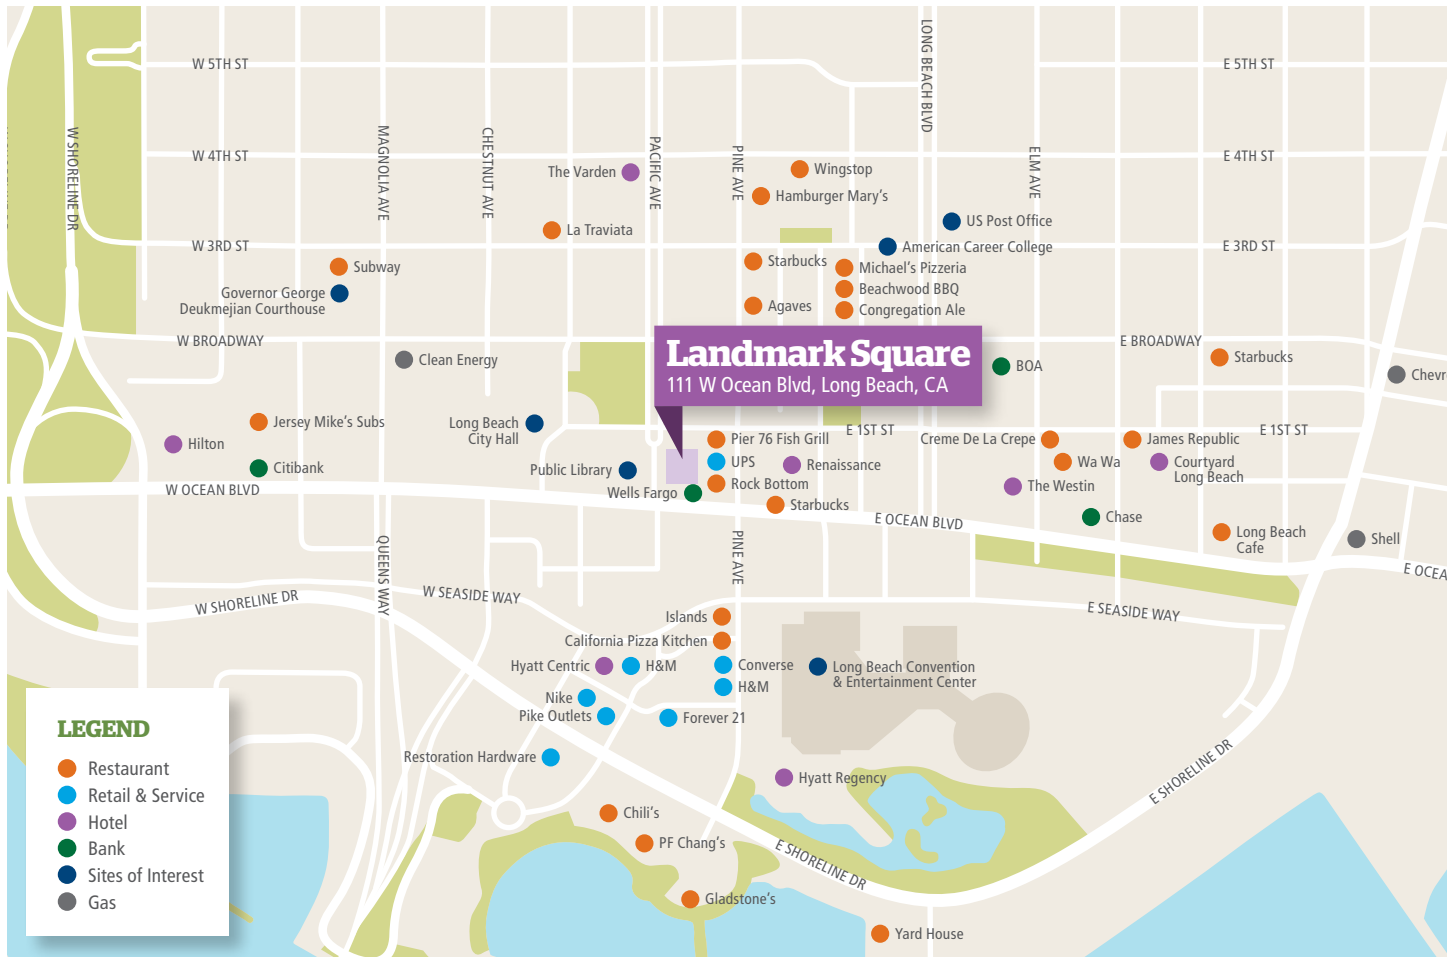 W 5TH ST
E 5TH ST
LONG BEACH BLVD
W SHORELINE DR
MAGNOLIA AVE
CHESTNUT AVE
PACIFIC AVE
PINE AVE
ELM AVE
W 4TH ST
E 4TH ST
The Varden
Wingstop
Hamburger Mary's
La Traviata
US Post Office
W 3RD ST
American Career College
E 3RD ST
Subway
Starbucks
Michael's Pizzeria
Governor George
Deukmejian Courthouse
Beachwood BBQ
Agaves
Congregation Ale
W BROADWAY
E BROADWAY
Landmark Square
111 W Ocean Blvd, Long Beach, CA
Clean Energy
BOA
Starbucks
Chevr
Jersey Mike's Subs
Long Beach
City Hall
Hilton
Citibank
Public Library
Pier 76 Fish Grill
UPS
Renaissance
Rock Bottom
Wells Fargo
Starbucks
E 1ST ST
Creme De La Crepe
James Republic
E 1ST ST
Wa Wa
Courtyard
Long Beach
The Westin
Chase
W OCEAN BLVD
E OCEAN BLVD
Long Beach
Cafe
Shell
E OCEA
QUEENS WAY
PINE AVE
W SHORELINE DR
W SEASIDE WAY
E SEASIDE WAY
Islands
California Pizza Kitchen
Hyatt Centric
H&M
Converse
H&M
Long Beach Convention
& Entertainment Center
Nike
Pike Outlets
Forever 21
Restoration Hardware
Hyatt Regency
E SHORELINE DR
Chili's
PF Chang's
E SHORELINE DR
Gladstone's
Yard House
LEGEND
Restaurant
Retail & Service
Hotel
Bank
Sites of Interest
Gas